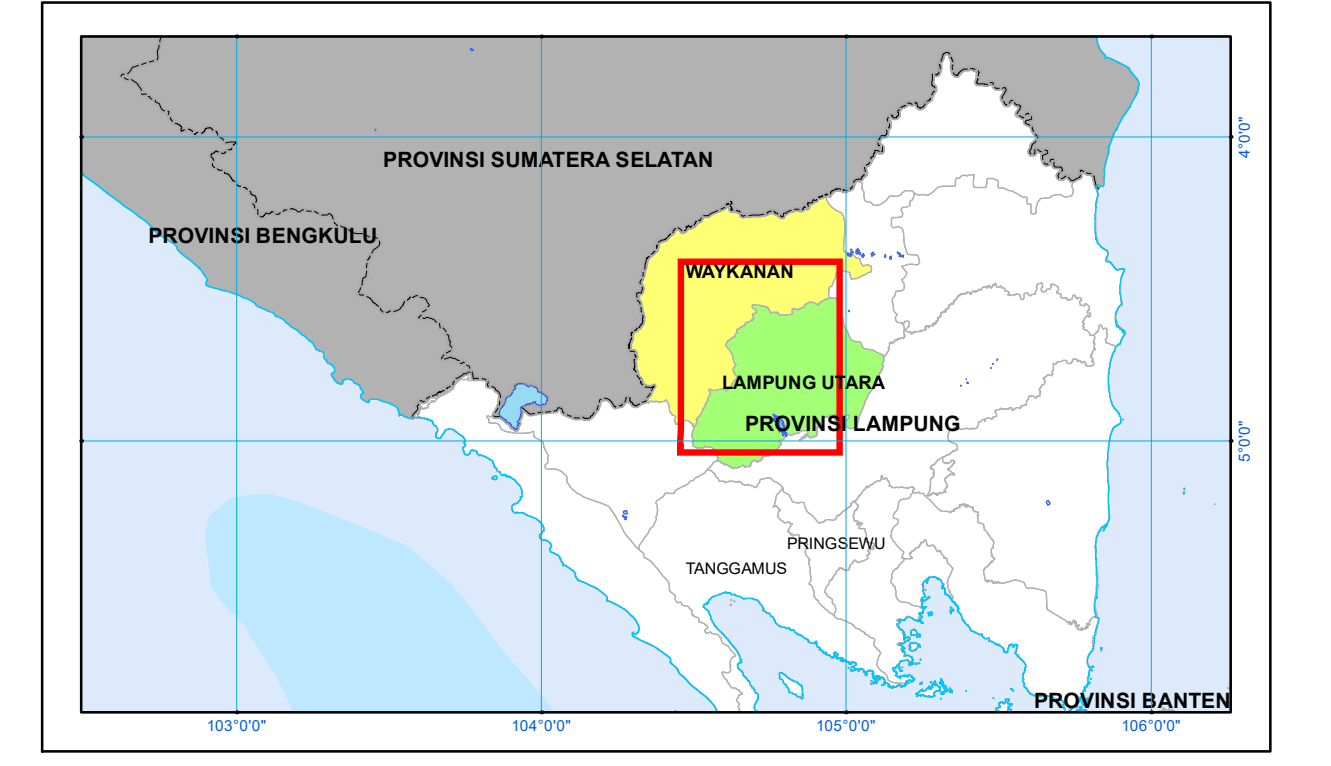 4°0'0"
PROVINSI SUMATERA SELATAN
PROVINSI BENGKULU
WAYKANAN
LAMPUNG UTARA
PROVINSI LAMPUNG
5°0'0"
PRINGSEWU
TANGGAMUS
PROVINSI BANTEN
103°0'0"
104°0'0"
105°0'0"
106°0'0"